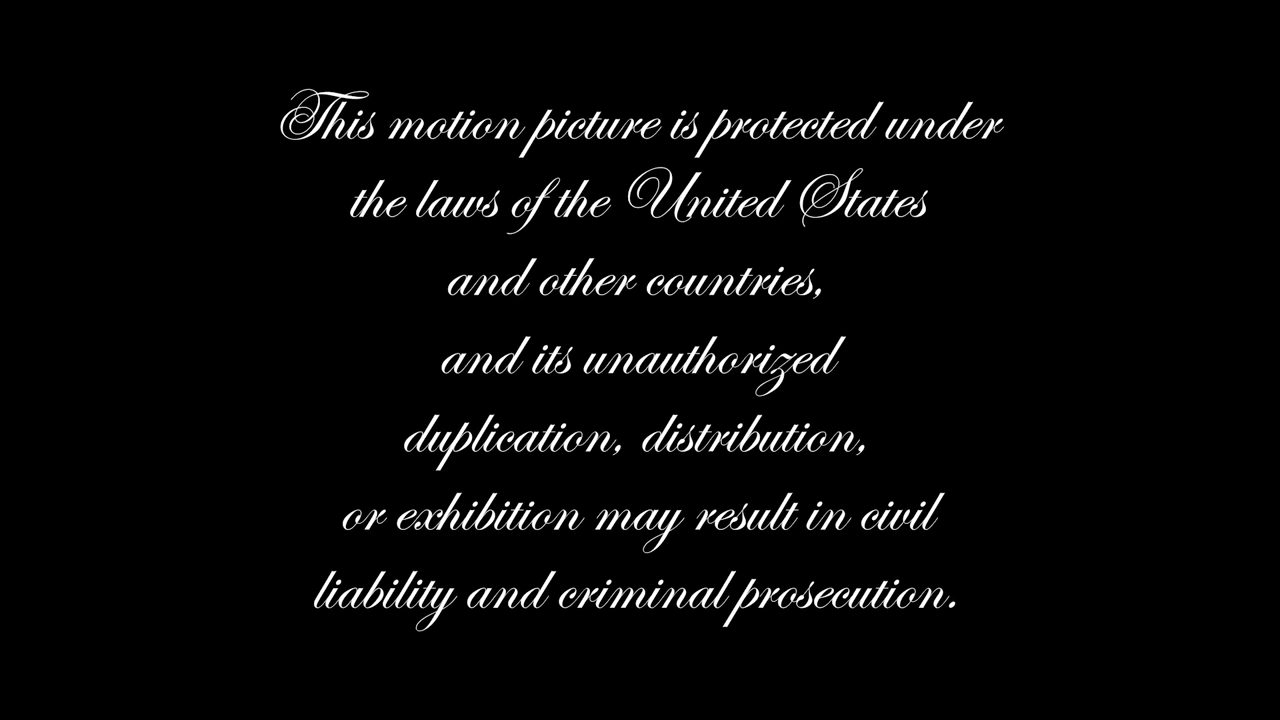 This motion picture is protected under
the laws of the United States
and other countries,
and its unauthorized
duplication, distribution,
or exhibition may result in civil
liability and criminal prosecution.